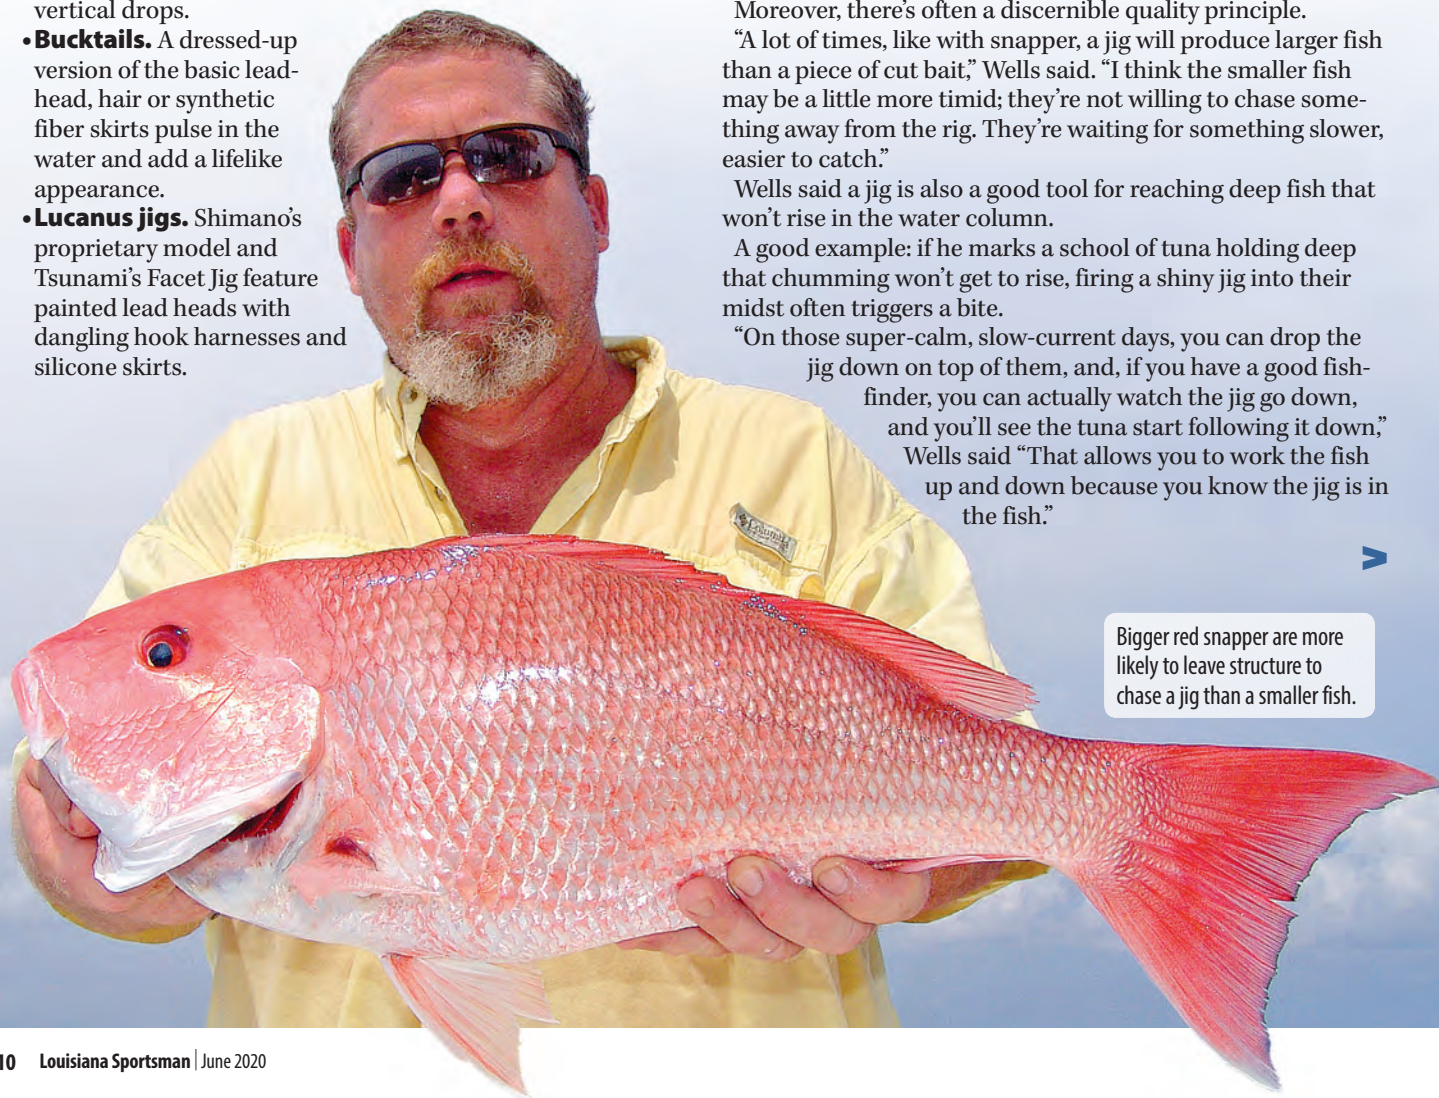 vertical drops.
•Bucktails. A dressed-up
version of the basic lead-
head, hair or synthetic
fiber skirts pulse in the
water and add a lifelike
appearance.
•Lucanus jigs. Shimano’s
proprietary model and
Tsunami’s Facet Jig feature
painted lead heads with
dangling hook harnesses and
silicone skirts.
Moreover, there’s often a discernible quality principle.
“A lot of times, like with snapper, a jig will produce larger fish
than a piece of cut bait,” Wells said. “I think the smaller fish
may be a little more timid; they’re not willing to chase some-
thing away from the rig. They’re waiting for something slower,
easier to catch.”
Wells said a jig is also a good tool for reaching deep fish that
won’t rise in the water column.
A good example: if he marks a school of tuna holding deep
that chumming won’t get to rise, firing a shiny jig into their
midst often triggers a bite.
“On those super-calm, slow-current days, you can drop the
jig down on top of them, and, if you have a good fish-
finder, you can actually watch the jig go down,
and you’ll see the tuna start following it down,”
Wells said “That allows you to work the fish
up and down because you know the jig is in
the fish.”
>
Columbia
Bigger red snapper are more
likely to leave structure to
chase a jig than a smaller fish.
10 Louisiana Sportsman | June 2020